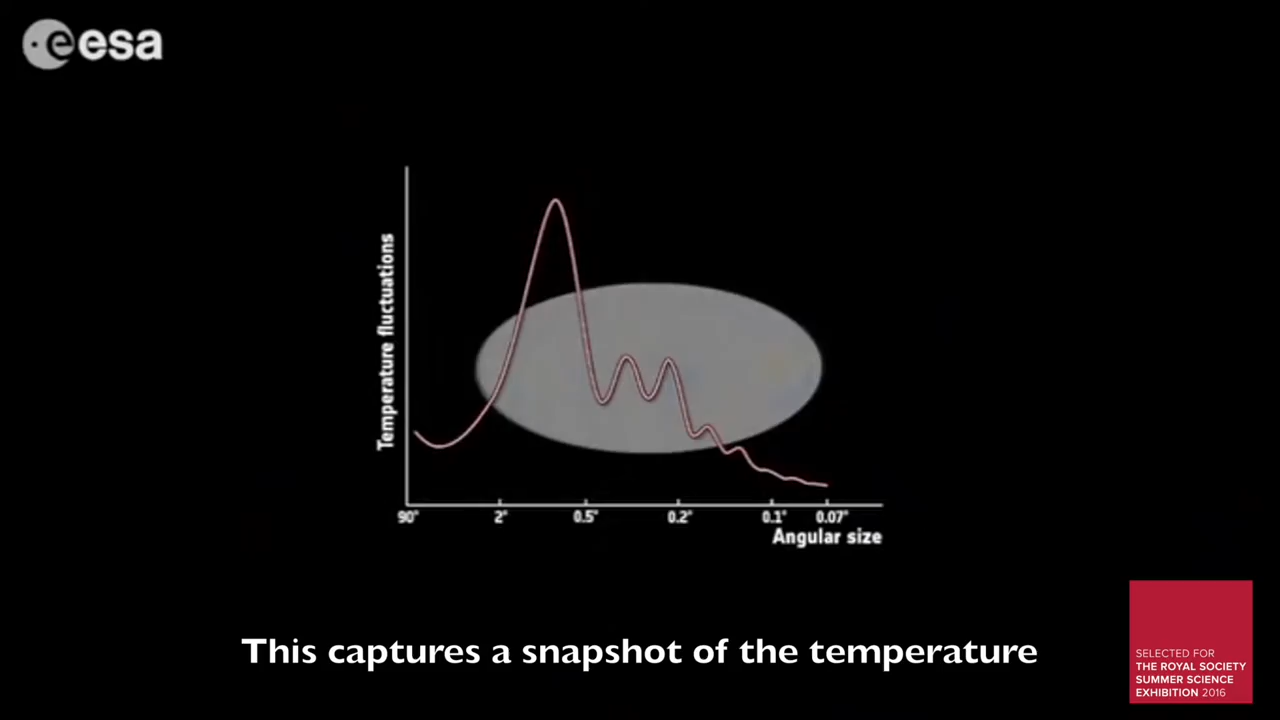 esa
Temperature fluctuations
90° 2° 0.5° 0.2° 0.1° 0.07°
Angular size
This captures a snapshot of the temperature
SELECTED FOR
THE ROYAL SOCIETY
SUMMER SCIENCE
EXHIBITION 2016